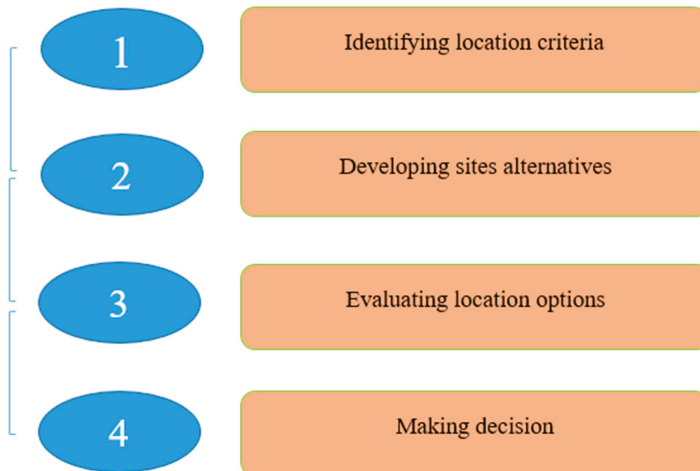 1
Identifying location criteria
2
Developing sites alternatives
3
Evaluating location options
4
Making decision